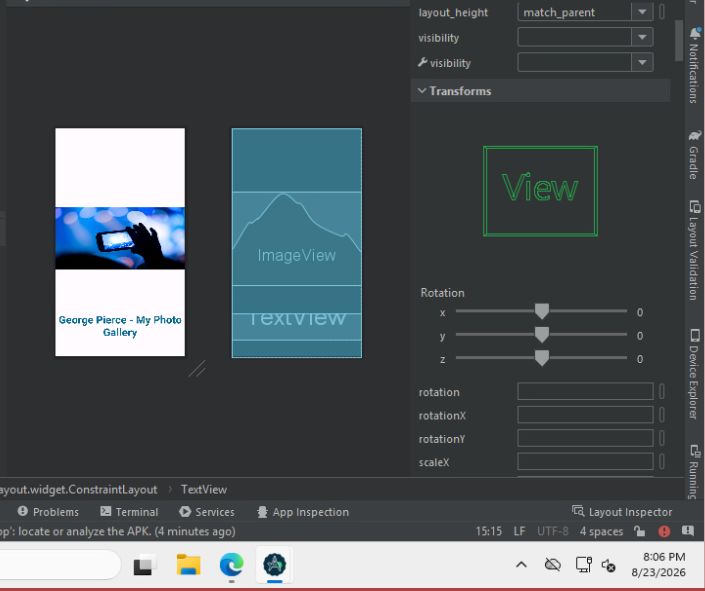 layout_height
match_parent
visibility
visibility
Transforms
View
Rotation
x
0
y
0
z
0
rotation
rotationX
rotationY
scaleX
George Pierce - My Photo
Gallery
ImageView
TextView
Notifications
Gradle
Layout Validation
Device Explorer
Running
ayout.widget.ConstraintLayout
TextView
Problems
Terminal
Services
App Inspection
Layout Inspector
pp': locate or analyze the APK. (4 minutes ago)
15:15 LF UTF-8 4 spaces
8:06 PM
8/23/2026